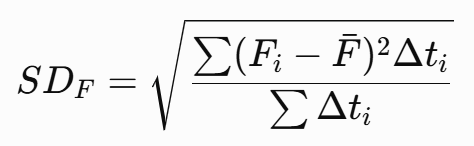 $SD_F = \sqrt{\frac{\sum (F_i - \bar{F})^2 \Delta t_i}{\sum \Delta t_i}}$